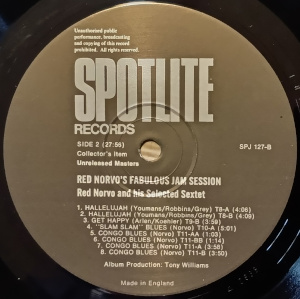 Unauthorised public
performance, broadcasting
and copying of this record
prohibited. All rights reserved.
SPOTLITE
RECORDS
SIDE 2 (27:56)
SPJ 127-B
Collector's Item
Unreleased Masters
RED NORVO'S FABULOUS JAM SESSION
Red Norvo and his Selected Sextet
1. HALLELUJAH (Youmans/Robbins/Grey) T8-A (4:08)
2. HALLELUJAH (Youmans/Robbins/Grey) T8-B (4:09)
3. GET HAPPY (Arlen/Koehler) T9-B (3:53)
4. "SLAM SLAM" BLUES (Norvo) T10-A (5:01)
5. CONGO BLUES (Norvo) T11-AA (1:03)
6. CONGO BLUES (Norvo) T11-BB (1:14)
7. CONGO BLUES (Norvo) T11-A (3:58)
8. CONGO BLUES (Norvo) T11-B (3:50)
Album Production: Tony Williams
Made in England